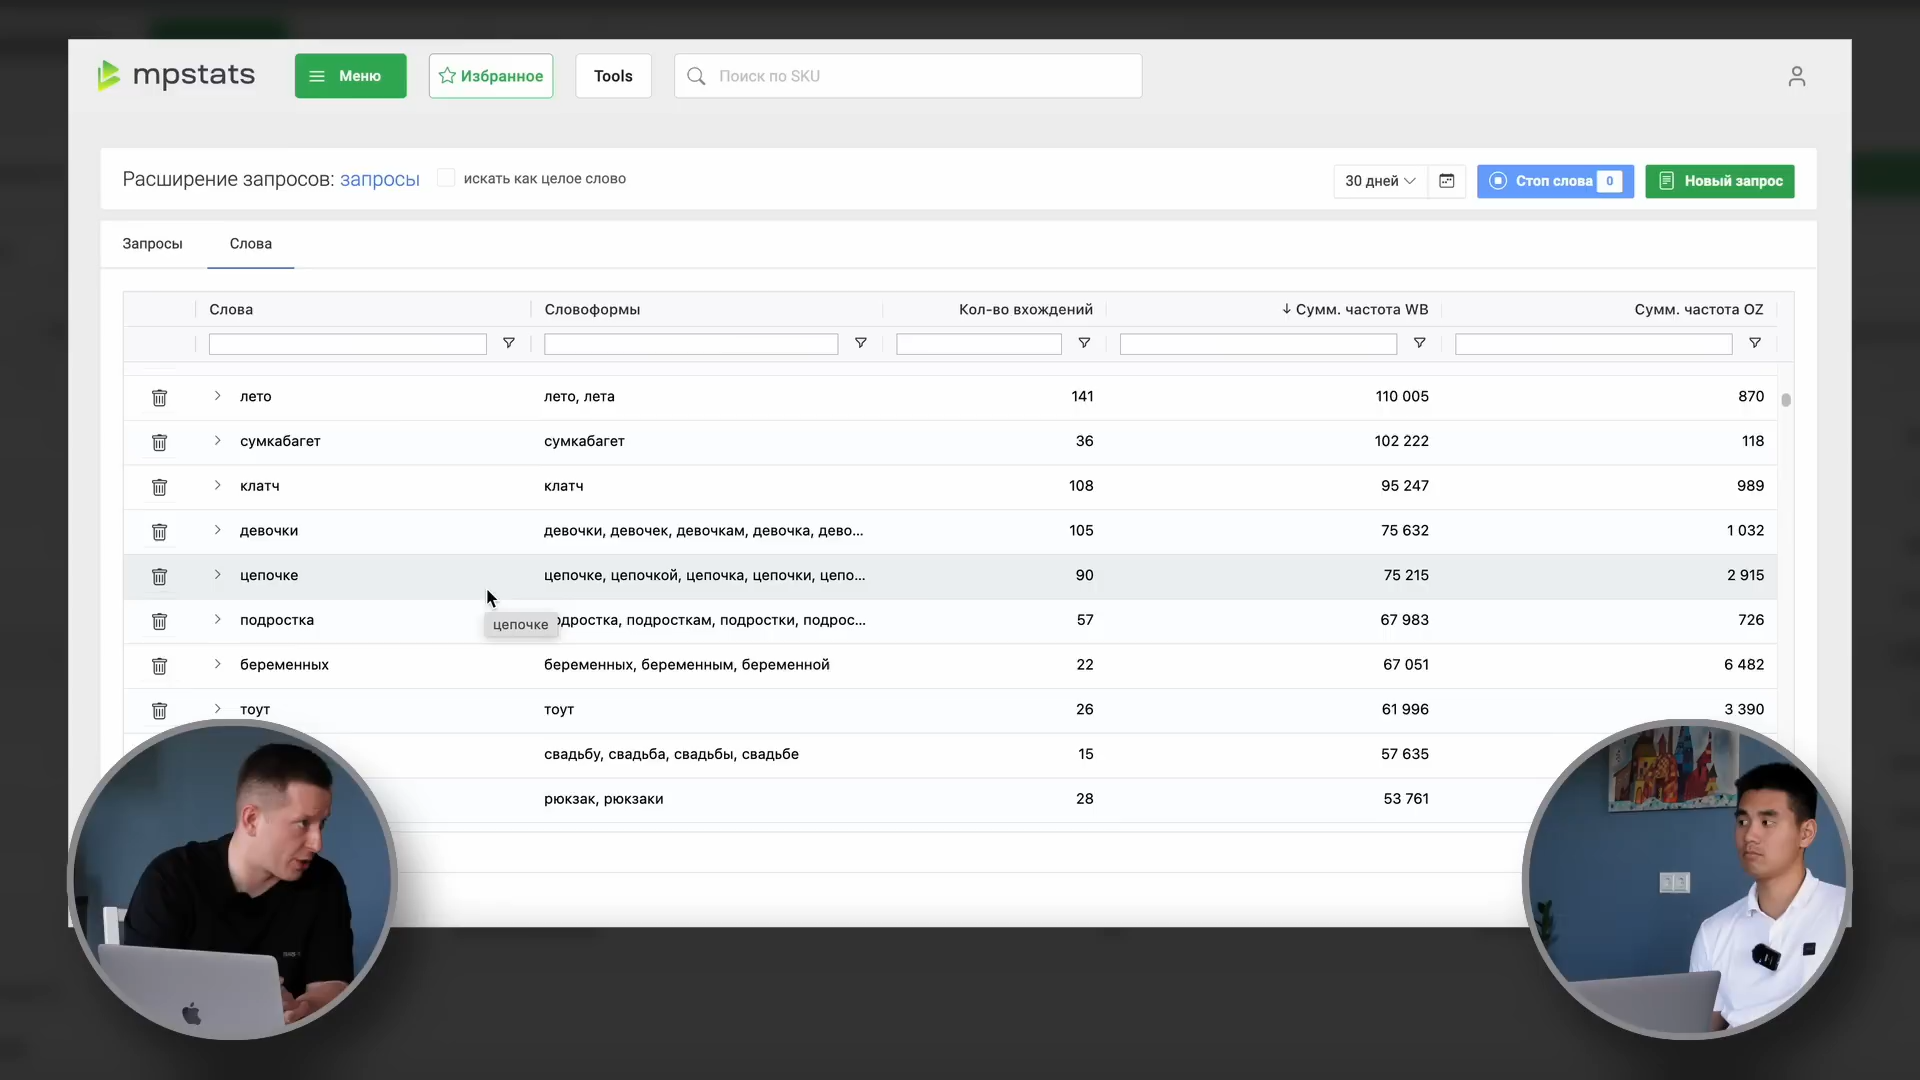 mpstats
Меню
Избранное
Tools
Поиск по SKU
Расширение запросов: запросы
искать как целое слово
30 дней
Стоп слова 0
Новый запрос
Запросы
Слова
Слова Словоформы Кол-во вхождений ↓ Сумм. частота WB Сумм. частота OZ
лето лето, лета 141 110 005 870
сумкабагет сумкабагет 36 102 222 118
клатч клатч 108 95 247 989
девочки девочки, девочек, девочкам, девочка, дево... 105 75 632 1 032
цепочке цепочке, цепочкой, цепочка, цепочки, цепо... 90 75 215 2 915
подростка одростка, подросткам, подростки, подрос... 57 67 983 726
цепочке
беременных беременных, беременным, беременной 22 67 051 6 482
тоут тоут 26 61 996 3 390
свадьбу, свадьба, свадьбы, свадьбе 15 57 635
рюкзак, рюкзаки 28 53 761